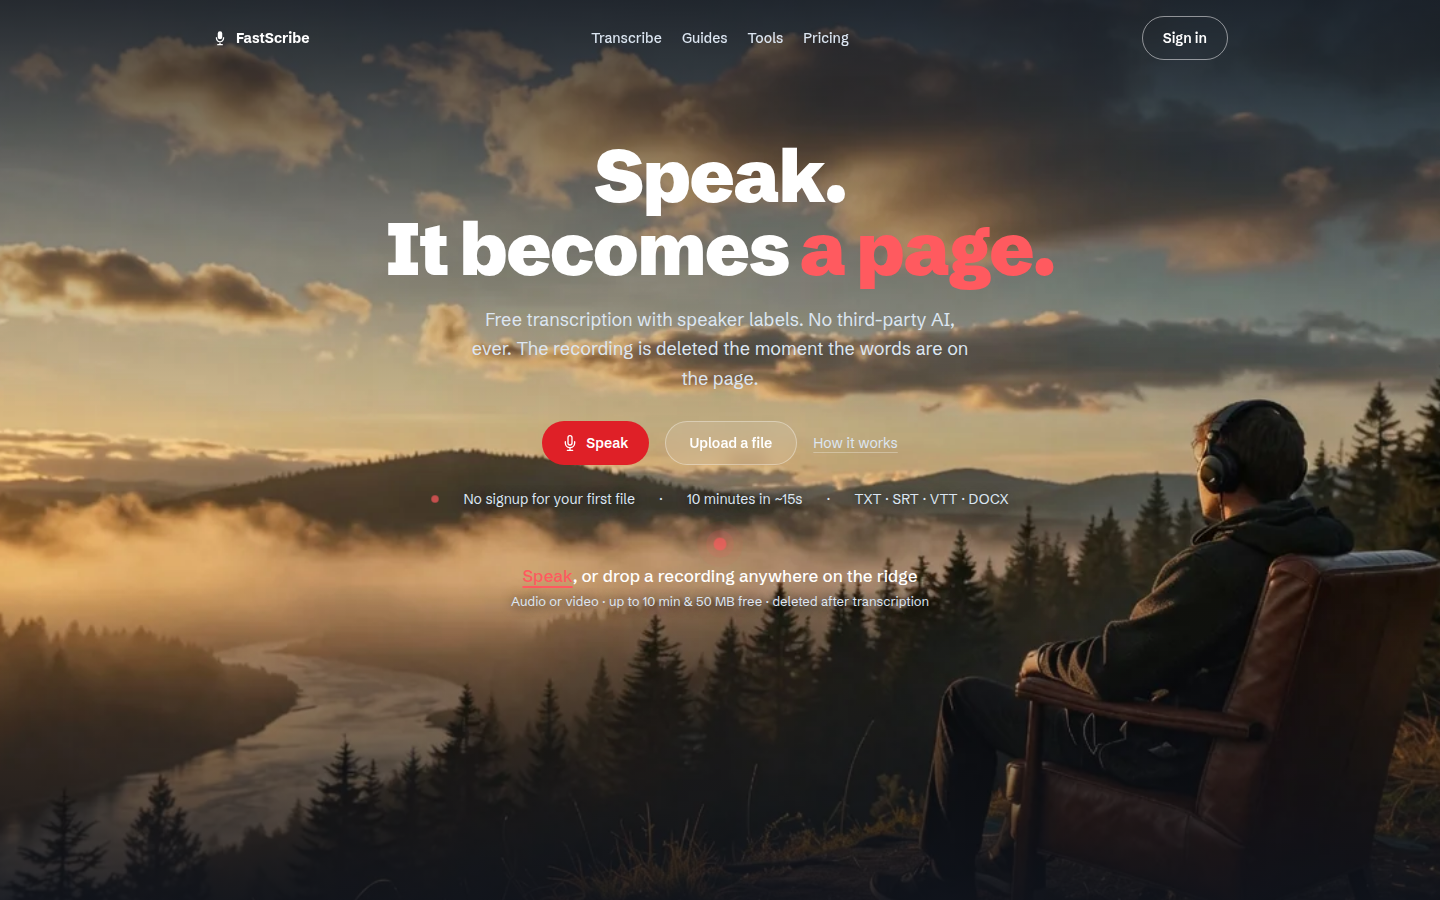 FastScribe
Transcribe
Guides
Tools
Pricing
Sign in
Speak.
It becomes a page.
Free transcription with speaker labels. No third-party AI,
ever. The recording is deleted the moment the words are on
the page.
Speak
Upload a file
How it works
No signup for your first file · 10 minutes in ~15s · TXT · SRT · VTT · DOCX
Speak, or drop a recording anywhere on the ridge
Audio or video · up to 10 min & 50 MB free · deleted after transcription